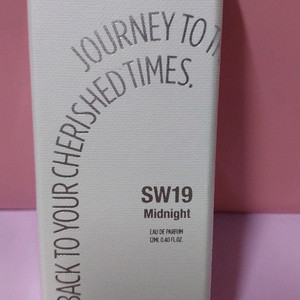 JOURNEY TO
BACK TO YOUR CHERISHED TIMES.
SW19
Midnight
EAU DE PARFUM
12ML 0.40 FL.OZ.